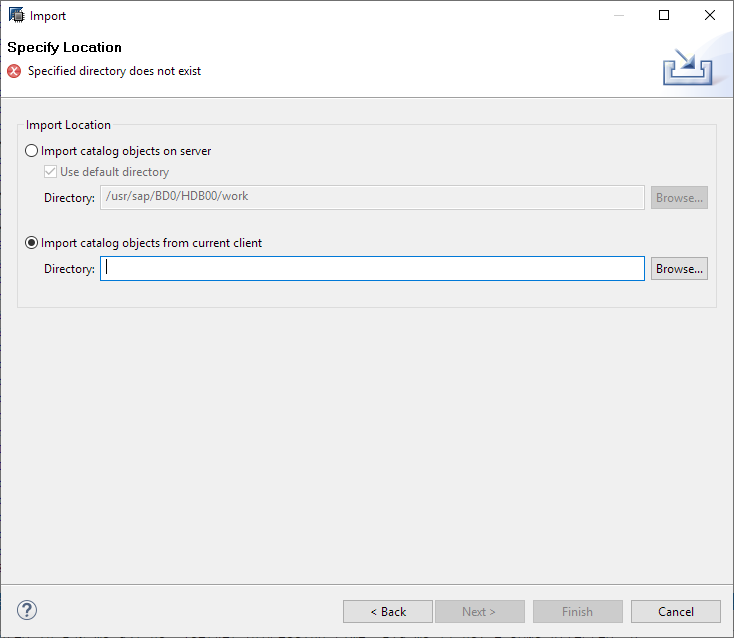 Import
Specify Location
Specified directory does not exist
Import Location
Import catalog objects on server
Use default directory
Directory: /usr/sap/BD0/HDB00/work Browse...
Import catalog objects from current client
Directory: Browse...
? < Back Next > Finish Cancel